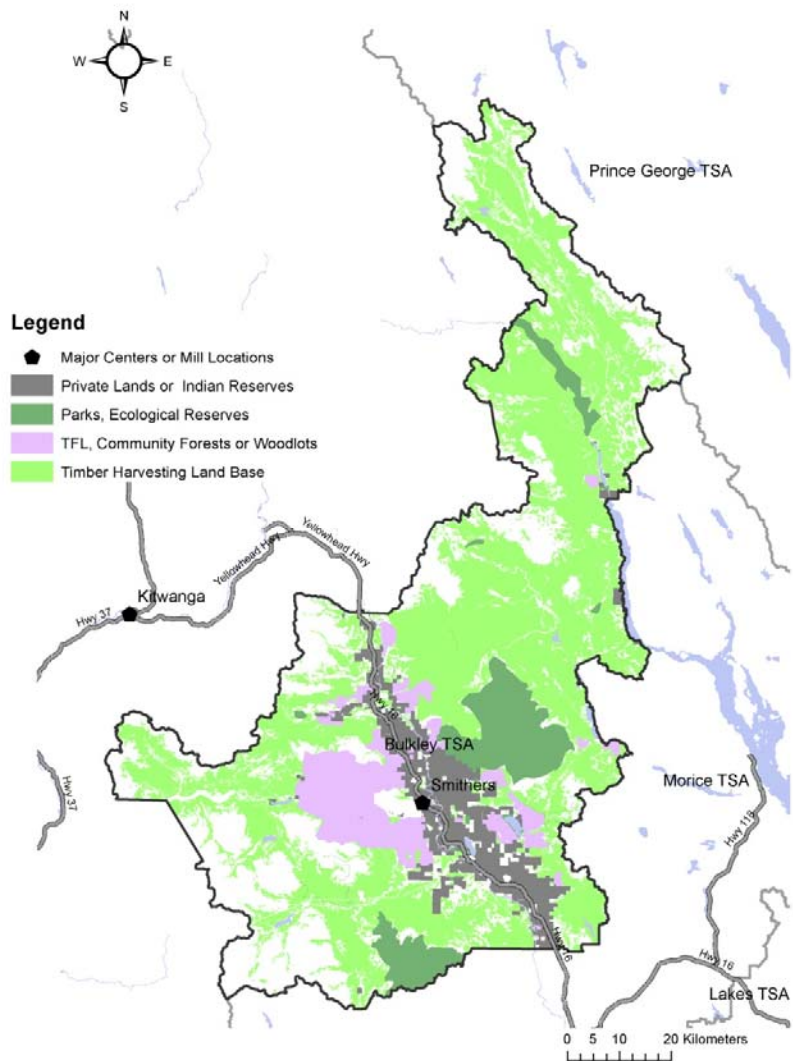 N
W E
S
Prince George TSA
Legend
Major Centers or Mill Locations
Private Lands or Indian Reserves
Parks, Ecological Reserves
TFL, Community Forests or Woodlots
Timber Harvesting Land Base
Yellowhead Hwy
Yellowhead Hwy
Kitwanga
Hwy 37
Hwy 16
Bulkley TSA
Smithers
Hwy 37
Morice TSA
Hwy 118
Hwy 16
Hwy 16
Lakes TSA
0 5 10 20 Kilometers